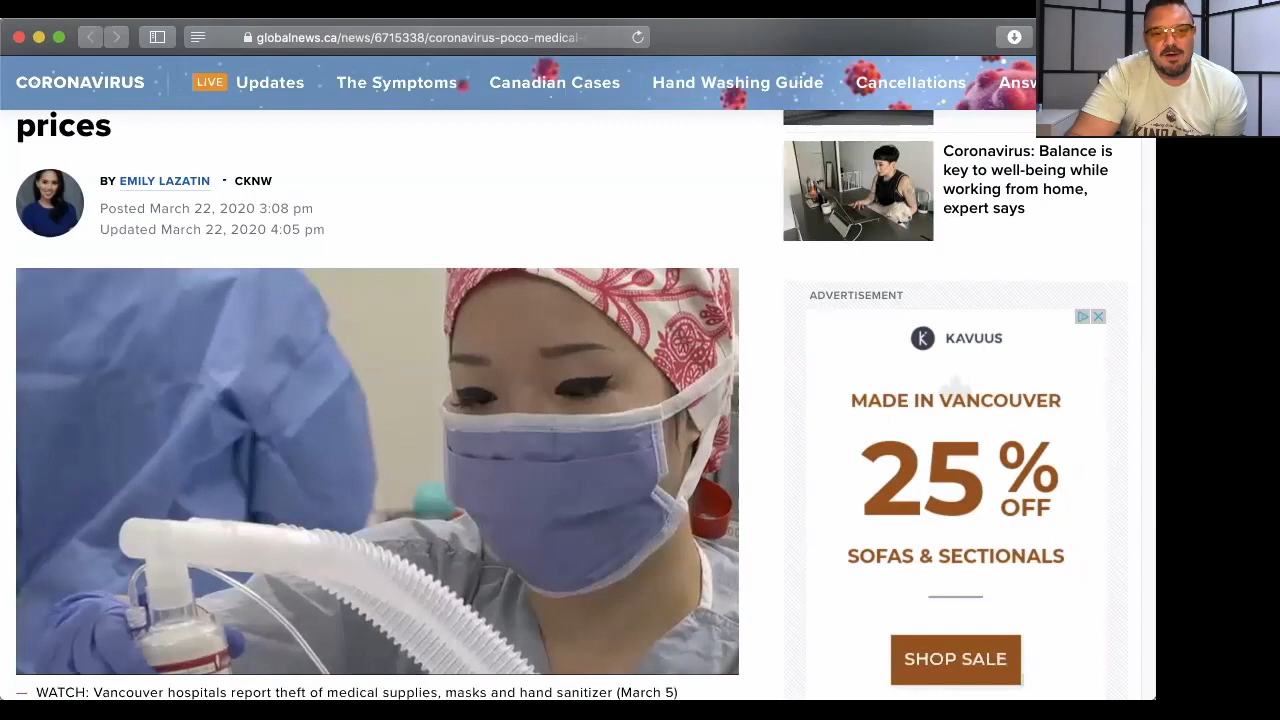 globalnews.ca/news/6715338/coronavirus-poco-medical-
CORONAVIRUS
LIVE Updates
The Symptoms
Canadian Cases
Hand Washing Guide
Cancellations
Answ
prices
BY EMILY LAZATIN - CKNW
Posted March 22, 2020 3:08 pm
Updated March 22, 2020 4:05 pm
— WATCH: Vancouver hospitals report theft of medical supplies, masks and hand sanitizer (March 5)
Coronavirus: Balance is
key to well-being while
working from home,
expert says
ADVERTISEMENT
K KAVUUS
MADE IN VANCOUVER
25%
OFF
SOFAS & SECTIONALS
SHOP SALE